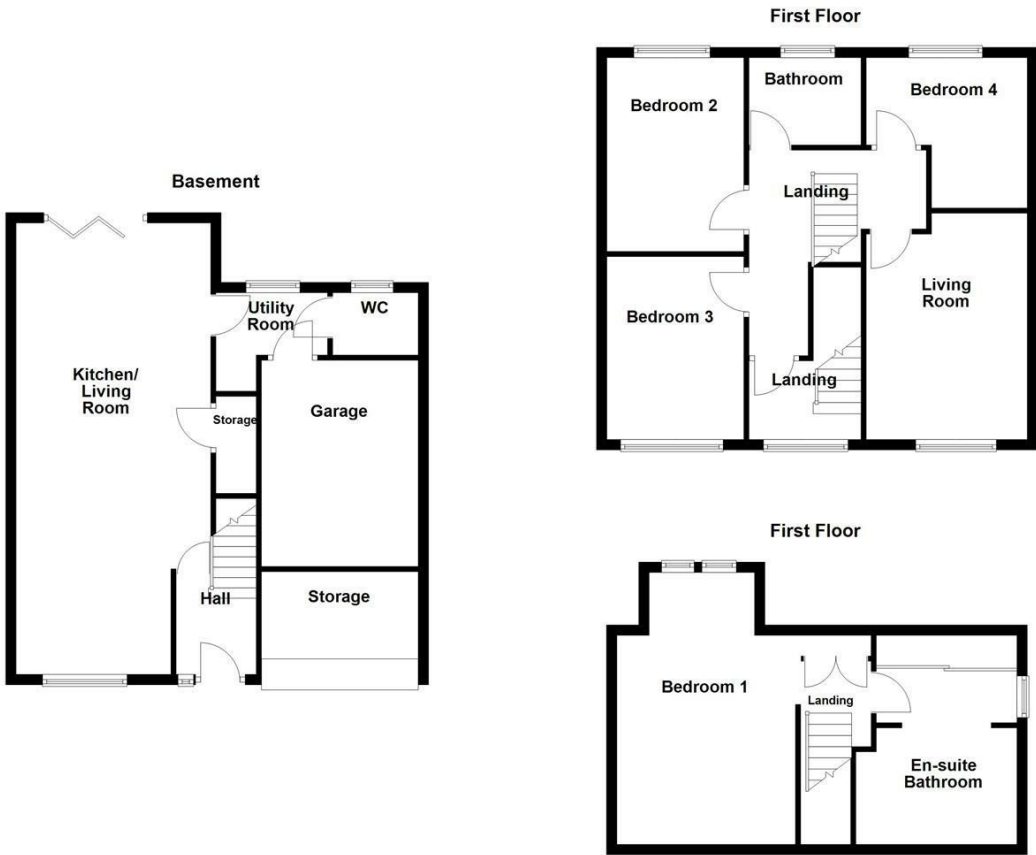 Basement
Kitchen/
Living
Room
Utility
Room
WC
Storage
Garage
Hall
Storage
First Floor
Bedroom 2
Bathroom
Bedroom 4
Landing
Bedroom 3
Living
Room
Landing
First Floor
Bedroom 1
Landing
En-suite
Bathroom